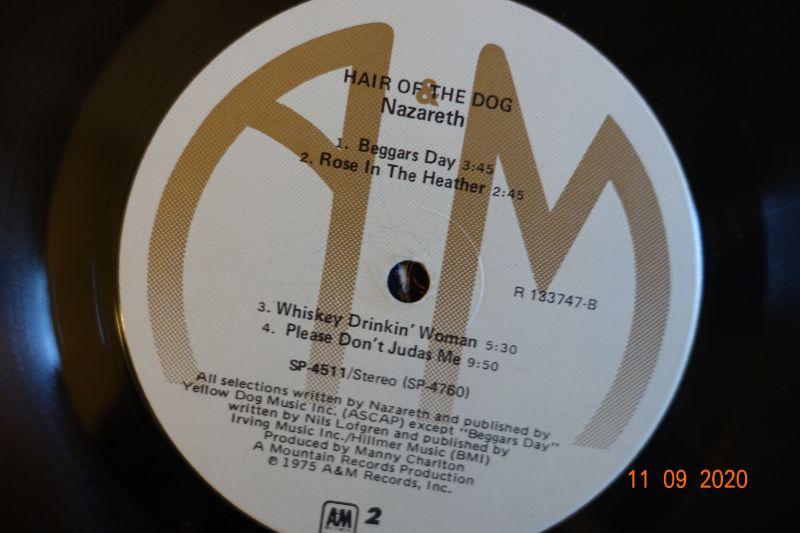 HAIR OF THE DOG
&
Nazareth
1. Beggars Day 3:45
2. Rose In The Heather 2:45
R 133747-B
3. Whiskey Drinkin' Woman 5:30
4. Please Don't Judas Me 9:50
SP-4511/Stereo (SP-4760)
All selections written by Nazareth and published by
Yellow Dog Music Inc. (ASCAP) except "Beggars Day"
written by Nils Lofgren and published by
Irving Music Inc./Hillmer Music (BMI)
Produced by Manny Charlton
A Mountain Records Production
℗ 1975 A&M Records, Inc.
AM 2
11 09 2020